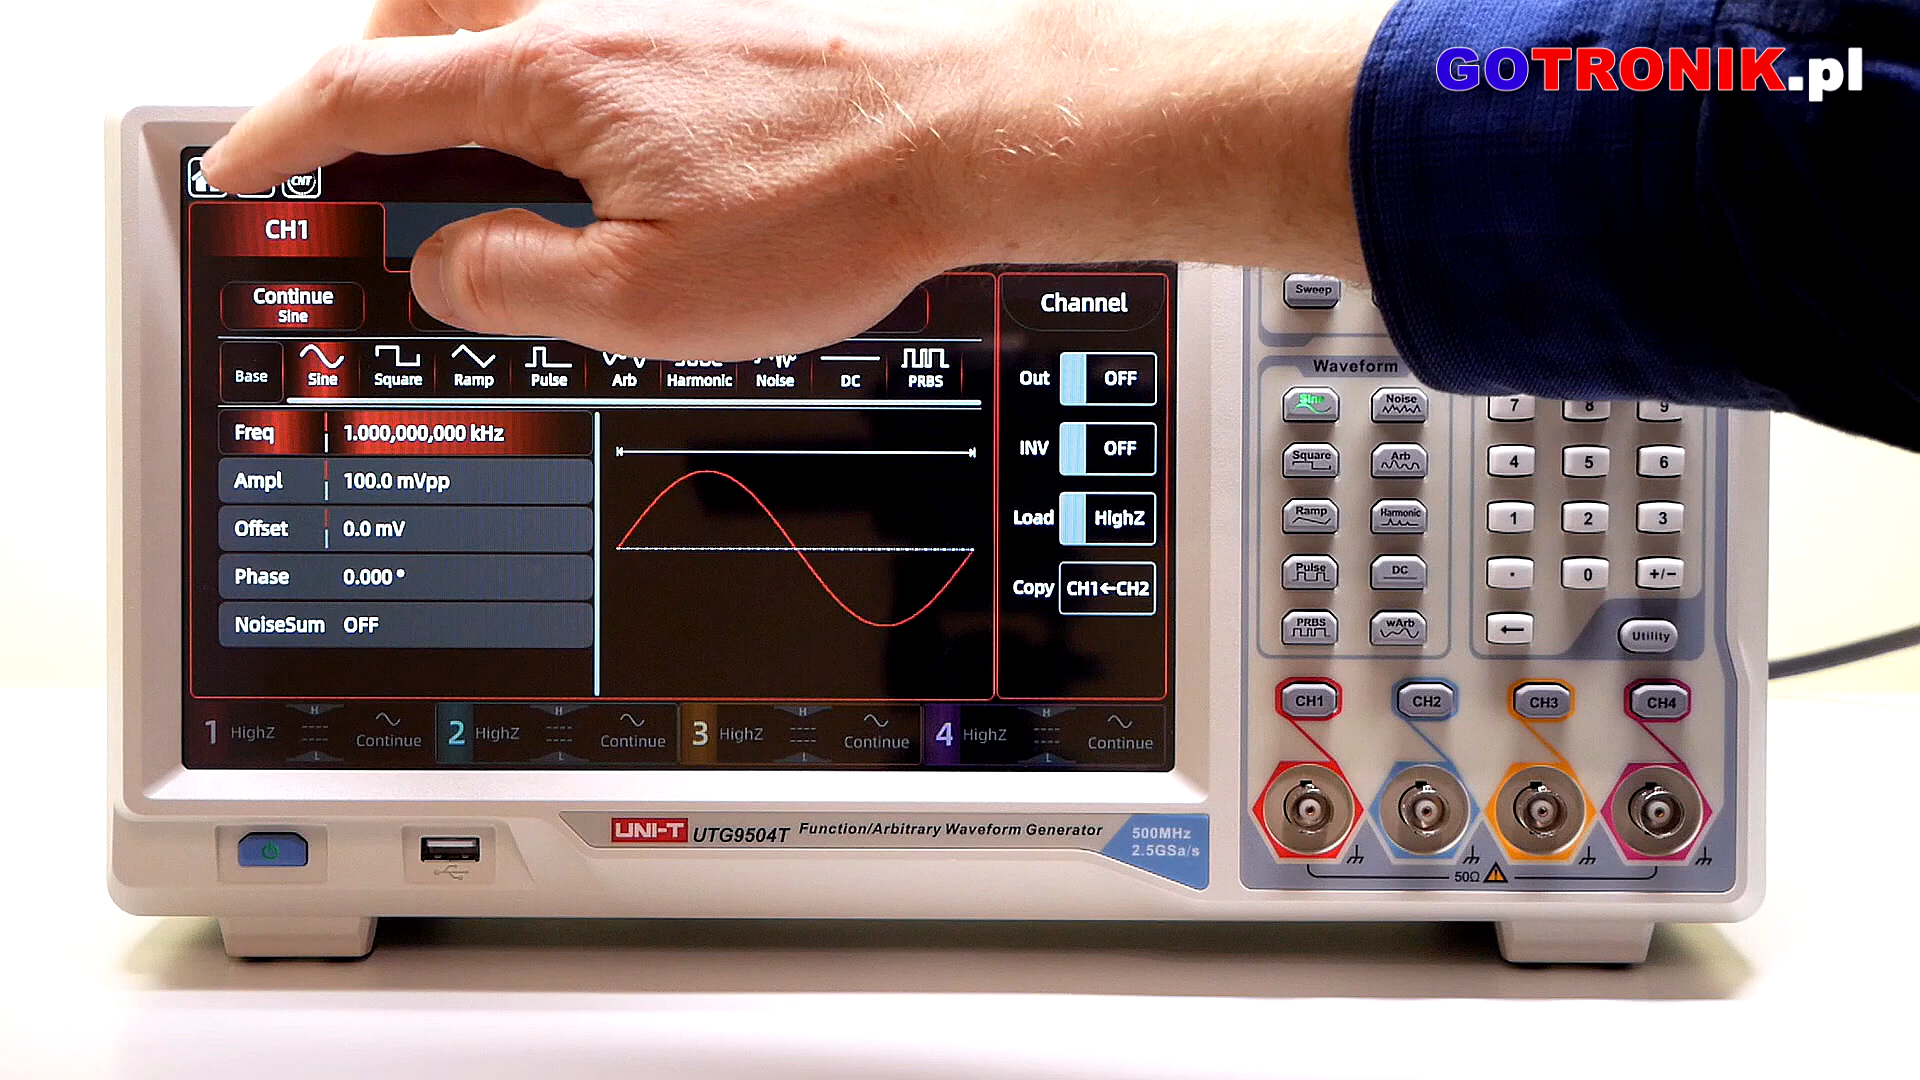 GOTRONIK.pl
CNT
CH1
Continue
Sine
Base
Sine
Square
Ramp
Pulse
Arb
Harmonic
Noise
DC
PRBS
Freq 1.000,000,000 kHz
Ampl 100.0 mVpp
Offset 0.0 mV
Phase 0.000 °
NoiseSum OFF
Channel
Out OFF
INV OFF
Load HighZ
Copy CH1←CH2
1 HighZ H L Continue
2 HighZ H L Continue
3 HighZ H L Continue
4 HighZ H L Continue
Sweep
Waveform
Sine Noise
Square Arb
Ramp Harmonic
Pulse DC
PRBS wArb
7 8 9
4 5 6
1 2 3
. 0 +/−
←
Utility
CH1 CH2 CH3 CH4
50Ω
UNI-T UTG9504T Function/Arbitrary Waveform Generator
500MHz
2.5GSa/s